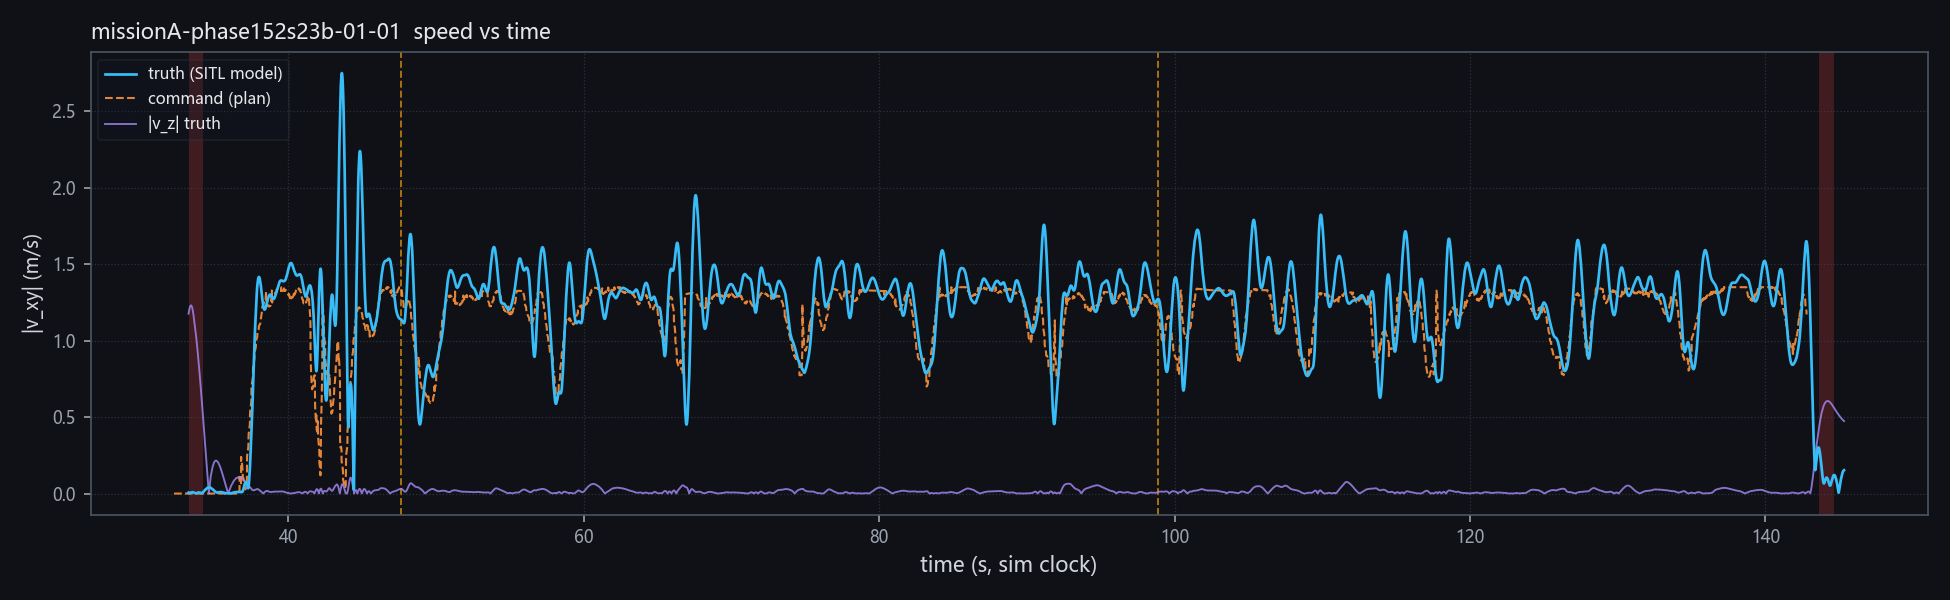 missionA-phase152s23b-01-01  speed vs time
truth (SITL model)
command (plan)
|v_z| truth
|v_xy| (m/s)
2.5
2.0
1.5
1.0
0.5
0.0
40 60 80 100 120 140
time (s, sim clock)